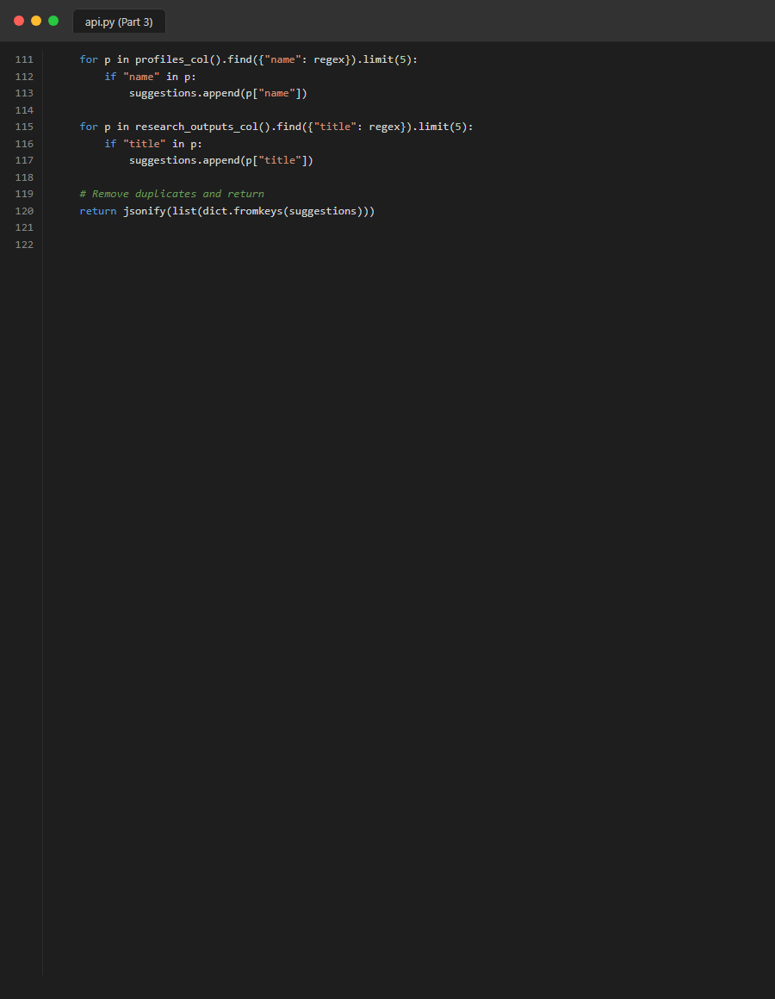 api.py (Part 3)
111     for p in profiles_col().find({"name": regex}).limit(5):
112         if "name" in p:
113             suggestions.append(p["name"])
114
115     for p in research_outputs_col().find({"title": regex}).limit(5):
116         if "title" in p:
117             suggestions.append(p["title"])
118
119     # Remove duplicates and return
120     return jsonify(list(dict.fromkeys(suggestions)))
121
122